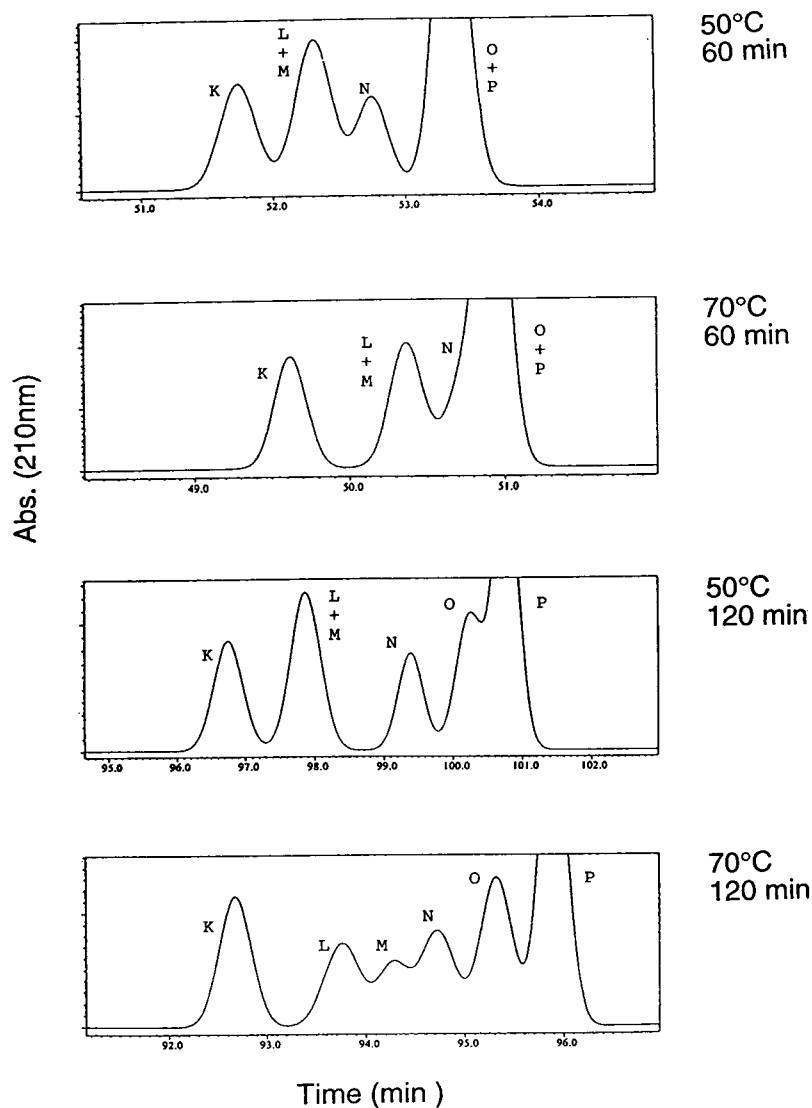 50°C
60 min
K
L
+
M
N
O
+
P
51.0 52.0 53.0 54.0
70°C
60 min
K
L
+
M
N
O
+
P
49.0 50.0 51.0
Abs. (210nm)
50°C
120 min
K
L
+
M
N
O
P
95.0 96.0 97.0 98.0 99.0 100.0 101.0 102.0
70°C
120 min
K
L
M
N
O
P
92.0 93.0 94.0 95.0 96.0
Time (min )